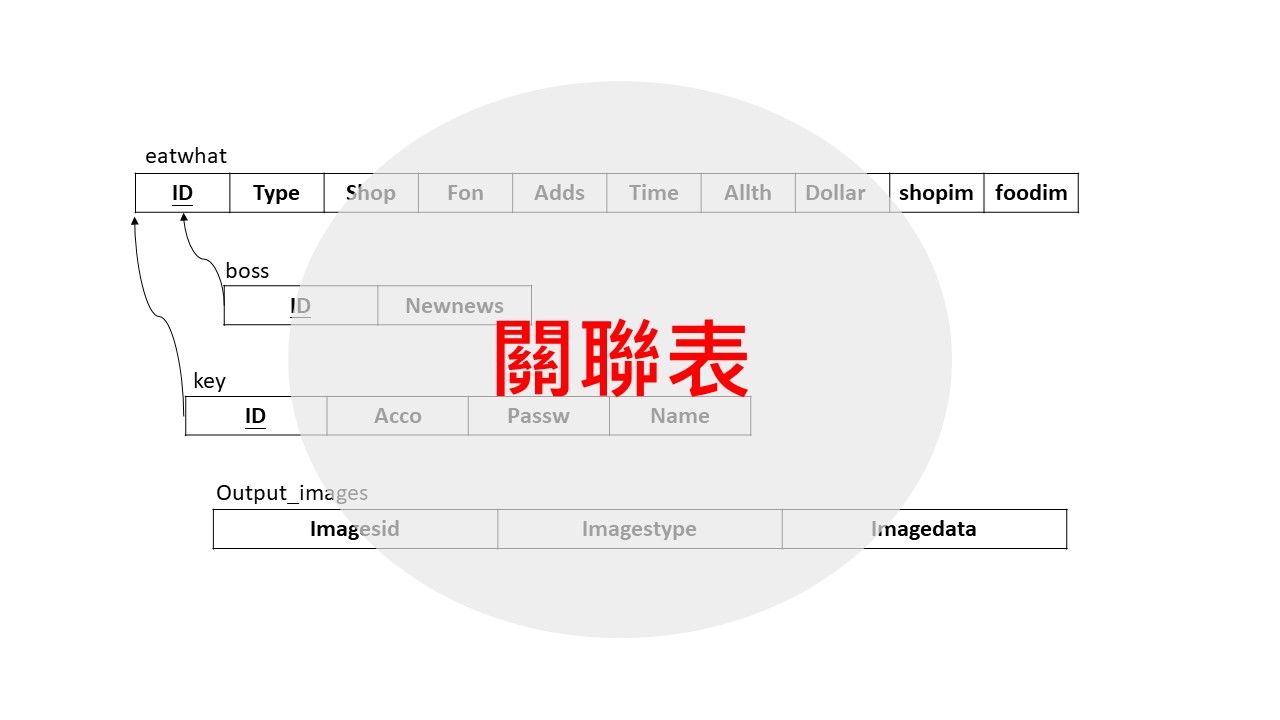 eatwhat
ID Type Shop Fon Adds Time Allth Dollar shopim foodim
boss
ID Newnews
關聯表
key
ID Acco Passw Name
Output_images
Imagesid Imagestype Imagedata